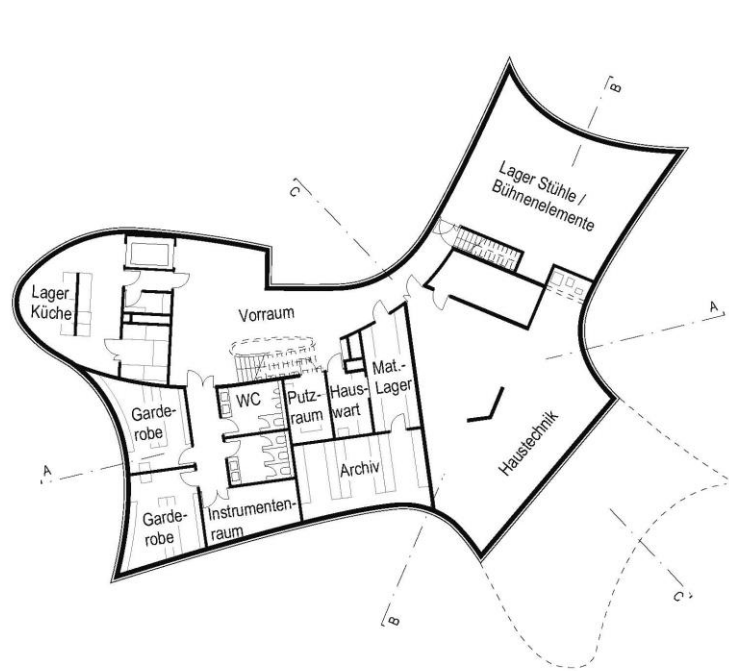 B
Lager Stühle /
Bühnenelemente
C
Lager
Küche
Vorraum
A
Garde-
robe
WC
Putz-
raum
Haus-
wart
Mat.-
Lager
Haustechnik
Archiv
A
Garde-
robe
Instrumenten-
raum
B
C